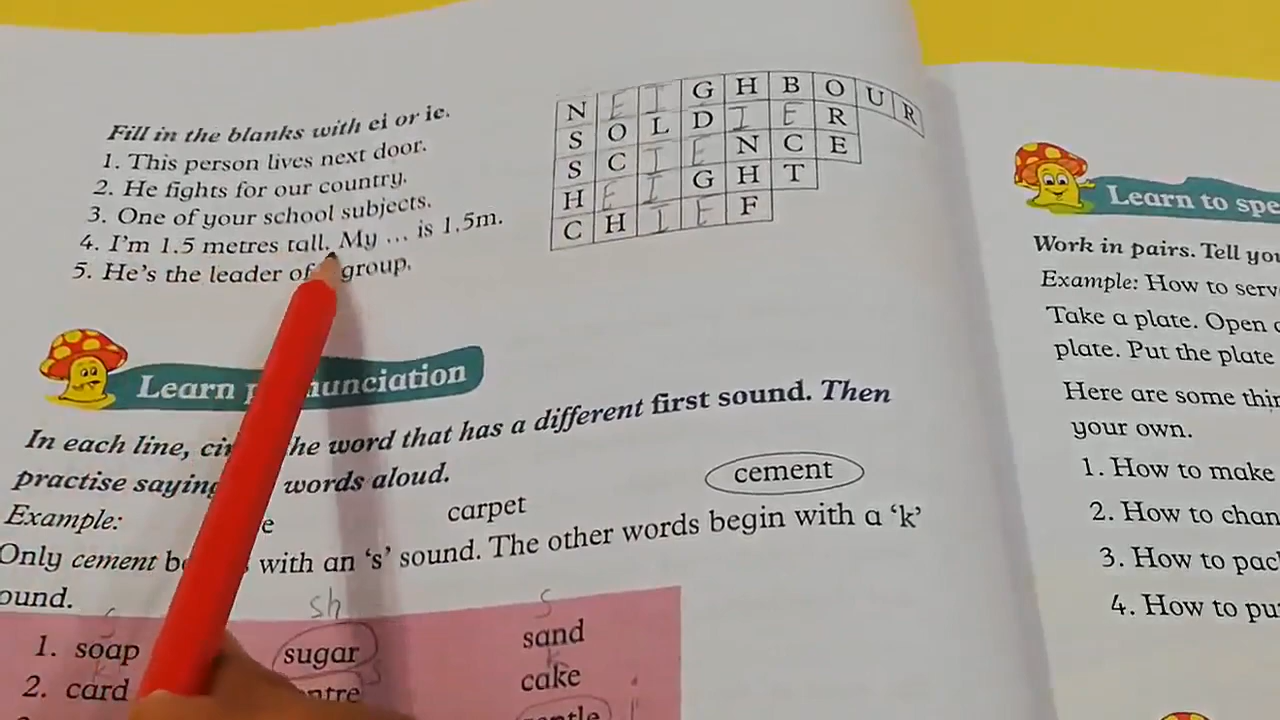 Fill in the blanks with ei or ie.
1. This person lives next door.
2. He fights for our country.
3. One of your school subjects.
4. I'm 1.5 metres tall. My ... is 1.5m.
5. He's the leader of group.
N E I G H B O U R
S O L D I E R
S C I E N C E
H E I G H T
C H I E F
Learn pronunciation
In each line, the word that has a different first sound. Then
practise saying words aloud.
Example: carpet cement
Only cement with an 's' sound. The other words begin with a 'k'
ound.
s sh s
1. soap sugar sand
k s k
2. card ntre cake
Learn to spe
Work in pairs. Tell you
Example: How to serv
Take a plate. Open
plate. Put the plate
Here are some thin
your own.
1. How to make
2. How to chan
3. How to pac
4. How to pu